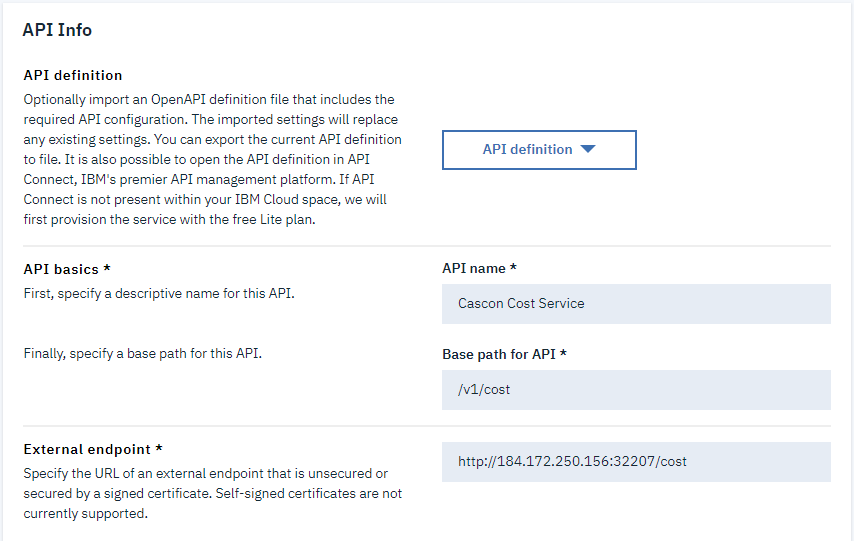 API Info
API definition
Optionally import an OpenAPI definition file that includes the
required API configuration. The imported settings will replace
any existing settings. You can export the current API definition
to file. It is also possible to open the API definition in API
Connect, IBM's premier API management platform. If API
Connect is not present within your IBM Cloud space, we will
first provision the service with the free Lite plan.
API definition
API basics *
First, specify a descriptive name for this API.
API name *
Cascon Cost Service
Finally, specify a base path for this API.
Base path for API *
/v1/cost
External endpoint *
Specify the URL of an external endpoint that is unsecured or
secured by a signed certificate. Self-signed certificates are not
currently supported.
http://184.172.250.156:32207/cost